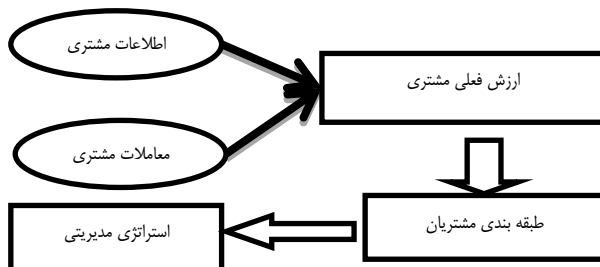 اطلاعات مشتری
ارزش فعلی مشتری
معاملات مشتری
طبقه بندی مشتریان
استراتژی مدیریتی